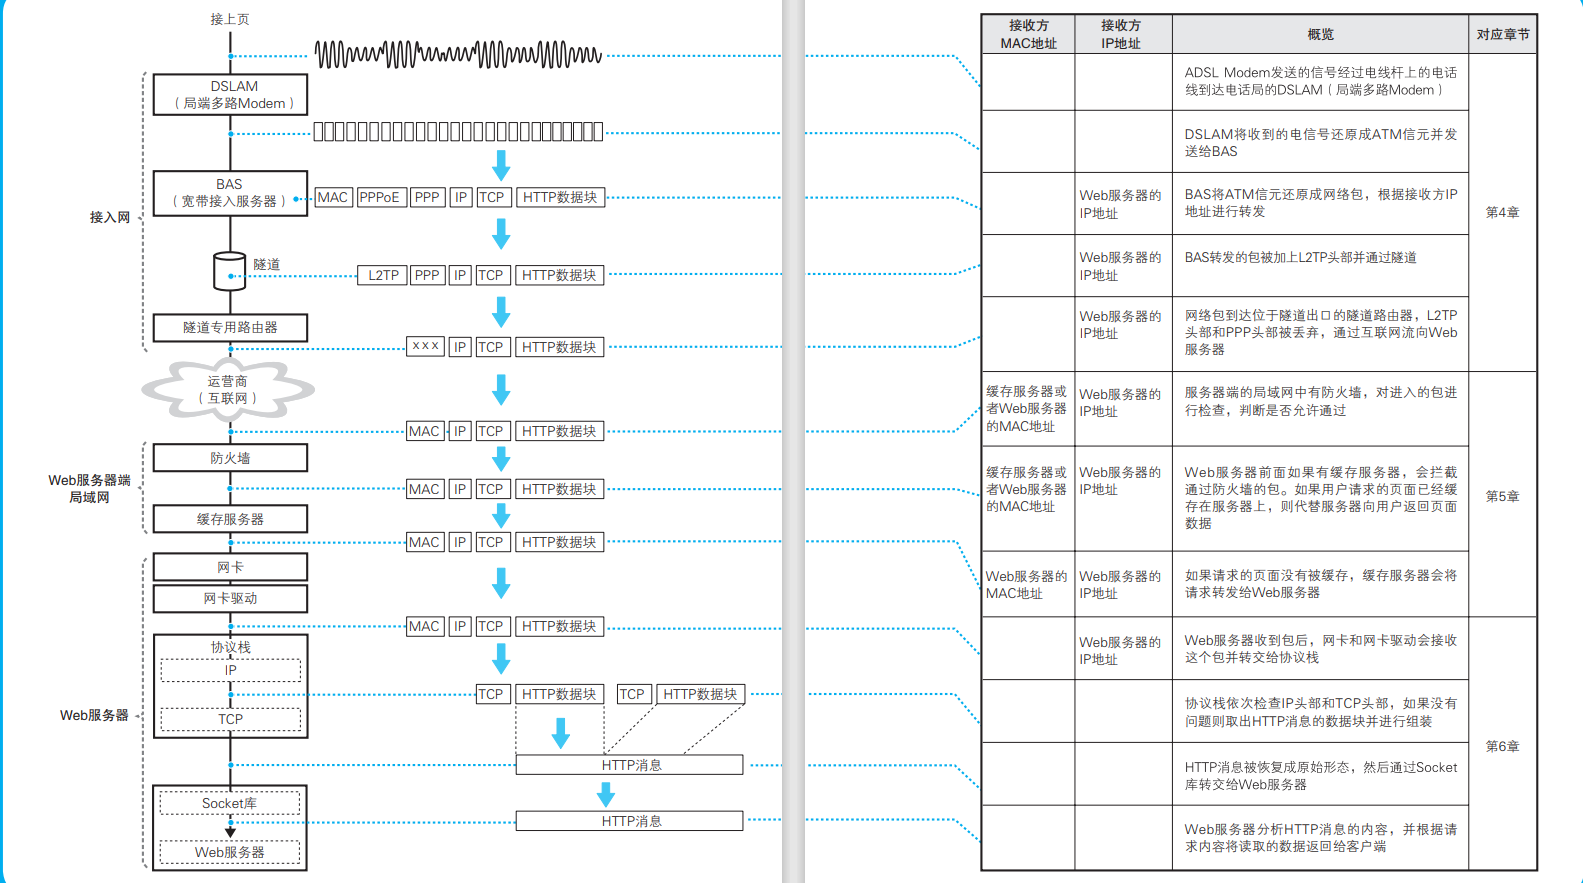 接上页
DSLAM
（局端多路Modem）
BAS
（宽带接入服务器）
MAC PPPoE PPP IP TCP HTTP数据块
接入网
隧道
L2TP PPP IP TCP HTTP数据块
隧道专用路由器
xxx IP TCP HTTP数据块
运营商
（互联网）
MAC IP TCP HTTP数据块
防火墙
Web服务器端
局域网
MAC IP TCP HTTP数据块
缓存服务器
MAC IP TCP HTTP数据块
网卡
网卡驱动
MAC IP TCP HTTP数据块
协议栈
IP
TCP HTTP数据块 TCP HTTP数据块
Web服务器
TCP
HTTP消息
Socket库
HTTP消息
Web服务器
接收方
MAC地址
接收方
IP地址
概览
对应章节
ADSL Modem发送的信号经过电线杆上的电话
线到达电话局的DSLAM（局端多路Modem）
DSLAM将收到的电信号还原成ATM信元并发
送给BAS
Web服务器的
IP地址
BAS将ATM信元还原成网络包，根据接收方IP
地址进行转发
第4章
Web服务器的
IP地址
BAS转发的包被加上L2TP头部并通过隧道
Web服务器的
IP地址
网络包到达位于隧道出口的隧道路由器，L2TP
头部和PPP头部被丢弃，通过互联网流向Web
服务器
缓存服务器或
者Web服务器
的MAC地址
Web服务器的
IP地址
服务器端的局域网中有防火墙，对进入的包进
行检查，判断是否允许通过
缓存服务器或
者Web服务器
的MAC地址
Web服务器的
IP地址
Web服务器前面如果有缓存服务器，会拦截
通过防火墙的包。如果用户请求的页面已经缓
存在服务器上，则代替服务器向用户返回页面
数据
第5章
Web服务器的
MAC地址
Web服务器的
IP地址
如果请求的页面没有被缓存，缓存服务器会将
请求转发给Web服务器
Web服务器的
IP地址
Web服务器收到包后，网卡和网卡驱动会接收
这个包并转交给协议栈
协议栈依次检查IP头部和TCP头部，如果没有
问题则取出HTTP消息的数据块并进行组装
第6章
HTTP消息被恢复成原始形态，然后通过Socket
库转交给Web服务器
Web服务器分析HTTP消息的内容，并根据请
求内容将读取的数据返回给客户端